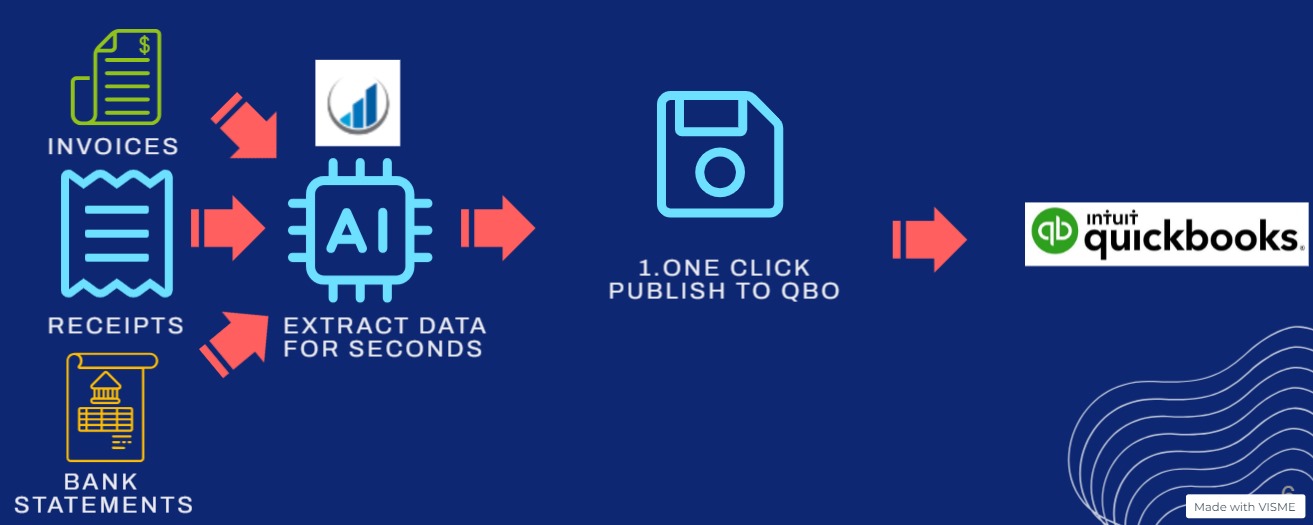 INVOICES
RECEIPTS
BANK
STATEMENTS
AI
EXTRACT DATA
FOR SECONDS
1.ONE CLICK
PUBLISH TO QBO
qb
intuit
quickbooks.
$
6
Made with VISME